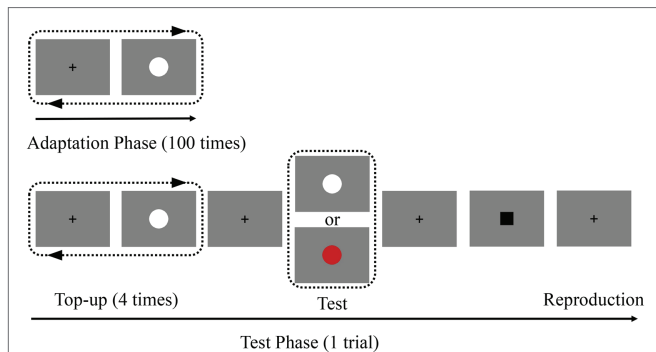 Adaptation Phase (100 times)
or
Top-up (4 times)
Test
Reproduction
Test Phase (1 trial)